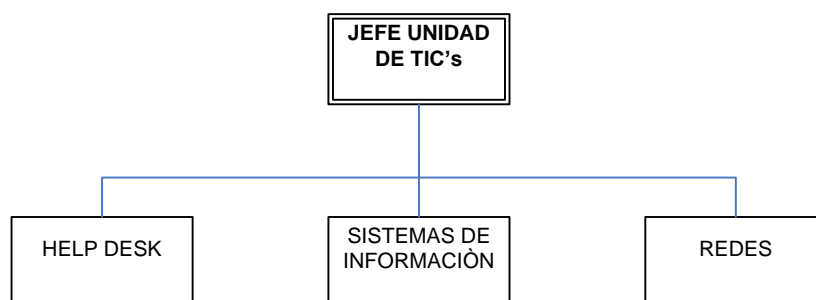 JEFE UNIDAD
DE TIC’s
HELP DESK
SISTEMAS DE
INFORMACIÒN
REDES